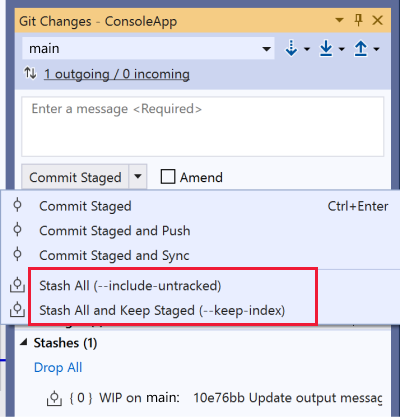 Git Changes - ConsoleApp
main
1 outgoing / 0 incoming
Enter a message <Required>
Commit Staged
Amend
Commit Staged Ctrl+Enter
Commit Staged and Push
Commit Staged and Sync
Stash All (--include-untracked)
Stash All and Keep Staged (--keep-index)
Stashes (1)
Drop All
{ 0 } WIP on main: 10e76bb Update output messag